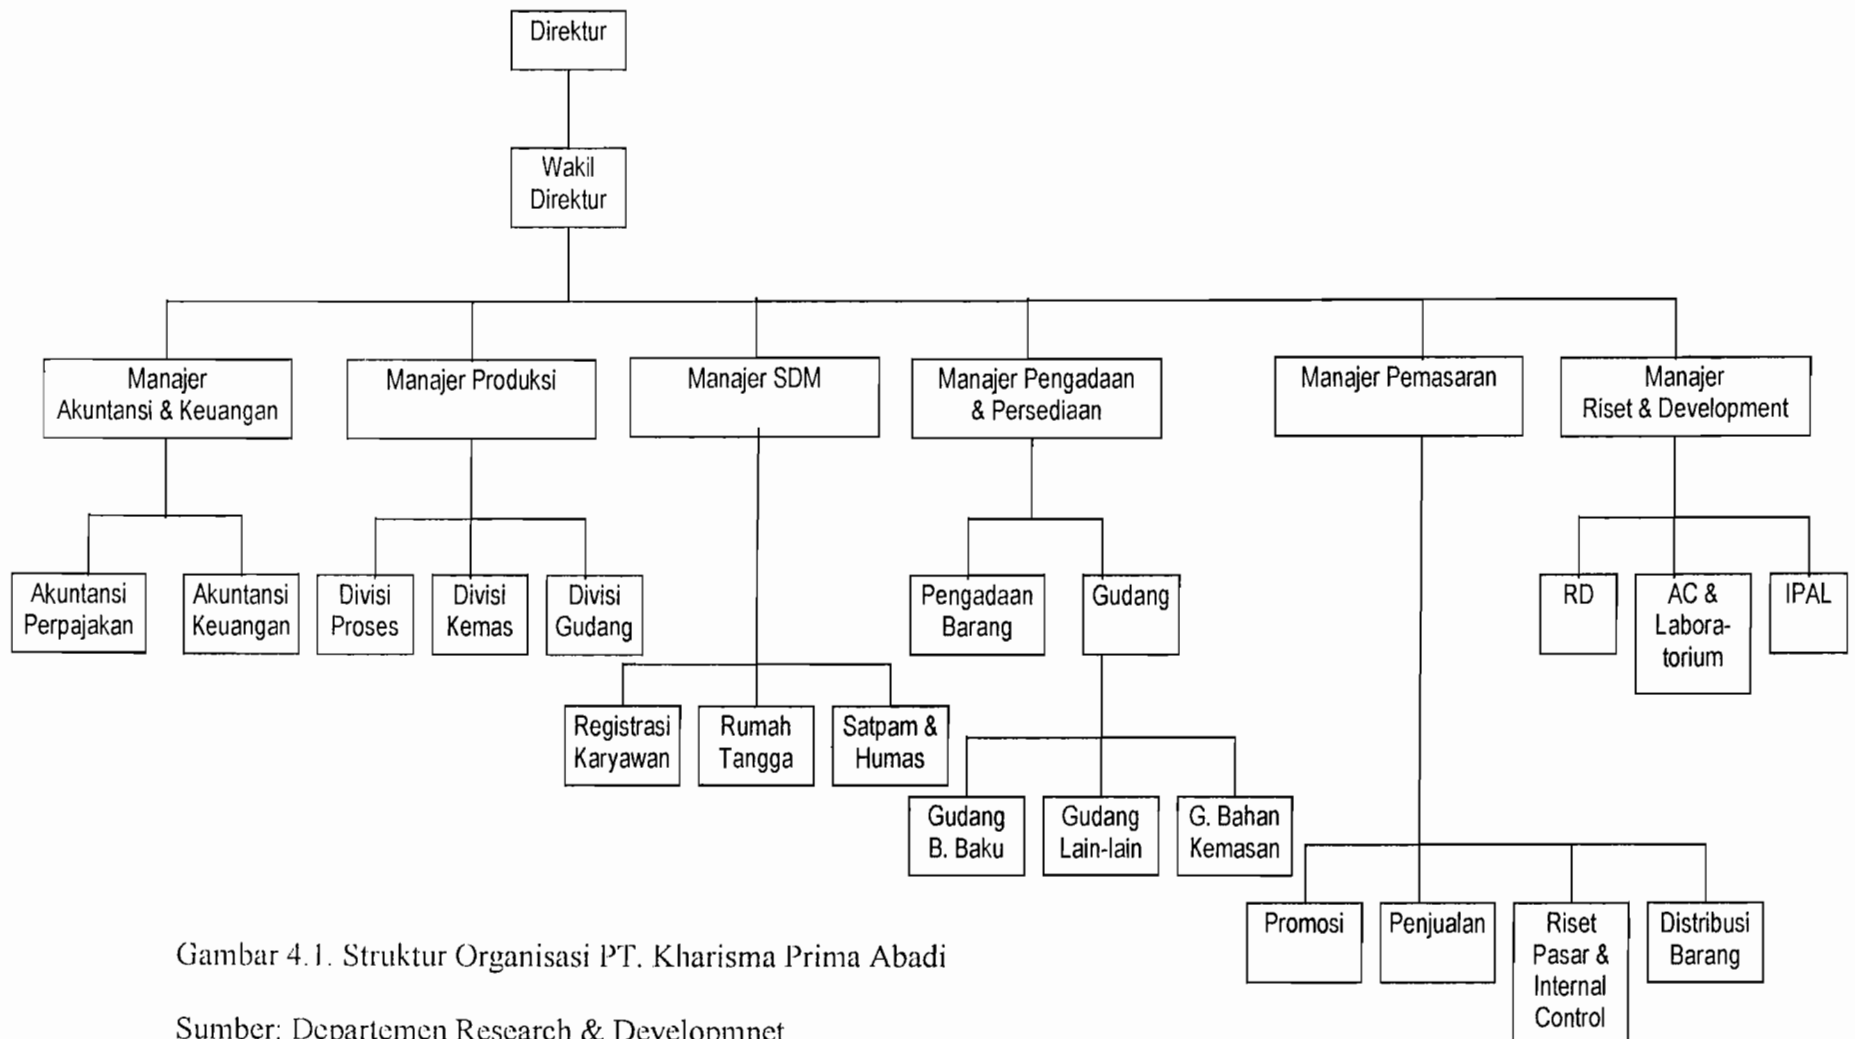 Direktur
Wakil
Direktur
Manajer
Akuntansi & Keuangan
Manajer Produksi
Manajer SDM
Manajer Pengadaan
& Persediaan
Manajer Pemasaran
Manajer
Riset & Development
Akuntansi
Perpajakan
Akuntansi
Keuangan
Divisi
Proses
Divisi
Kemas
Divisi
Gudang
Pengadaan
Barang
Gudang
RD
AC &
Labora-
torium
IPAL
Registrasi
Karyawan
Rumah
Tangga
Satpam &
Humas
Gudang
B. Baku
Gudang
Lain-lain
G. Bahan
Kemasan
Promosi
Penjualan
Riset
Pasar &
Internal
Control
Distribusi
Barang
Gambar 4.1. Struktur Organisasi PT. Kharisma Prima Abadi
Sumber: Departemen Research & Developmnet